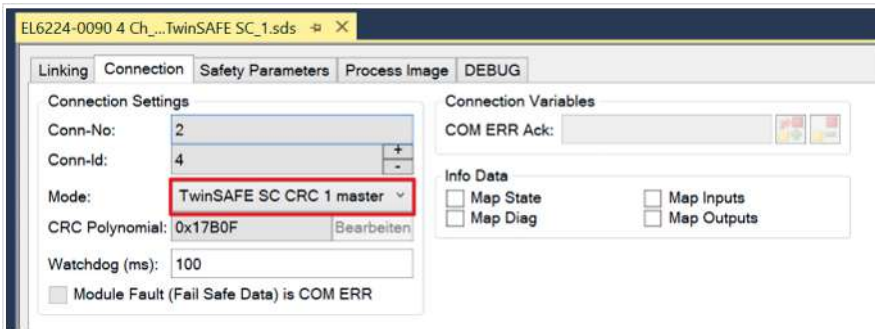 EL6224-0090 4 Ch_...TwinSAFE SC_1.sds
Linking Connection Safety Parameters Process Image DEBUG
Connection Settings
Conn-No: 2
Conn-Id: 4 + -
Mode: TwinSAFE SC CRC 1 master
CRC Polynomial: 0x17B0F Bearbeiten
Watchdog (ms): 100
Module Fault (Fail Safe Data) is COM ERR
Connection Variables
COM ERR Ack:
Info Data
Map State Map Inputs
Map Diag Map Outputs